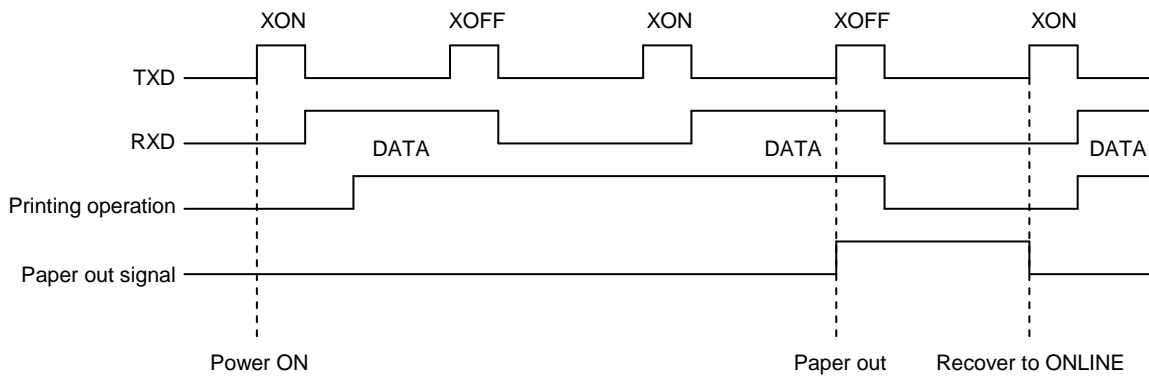 XON XOFF XON XOFF XON
TXD
RXD
DATA DATA DATA
Printing operation
Paper out signal
Power ON Paper out Recover to ONLINE